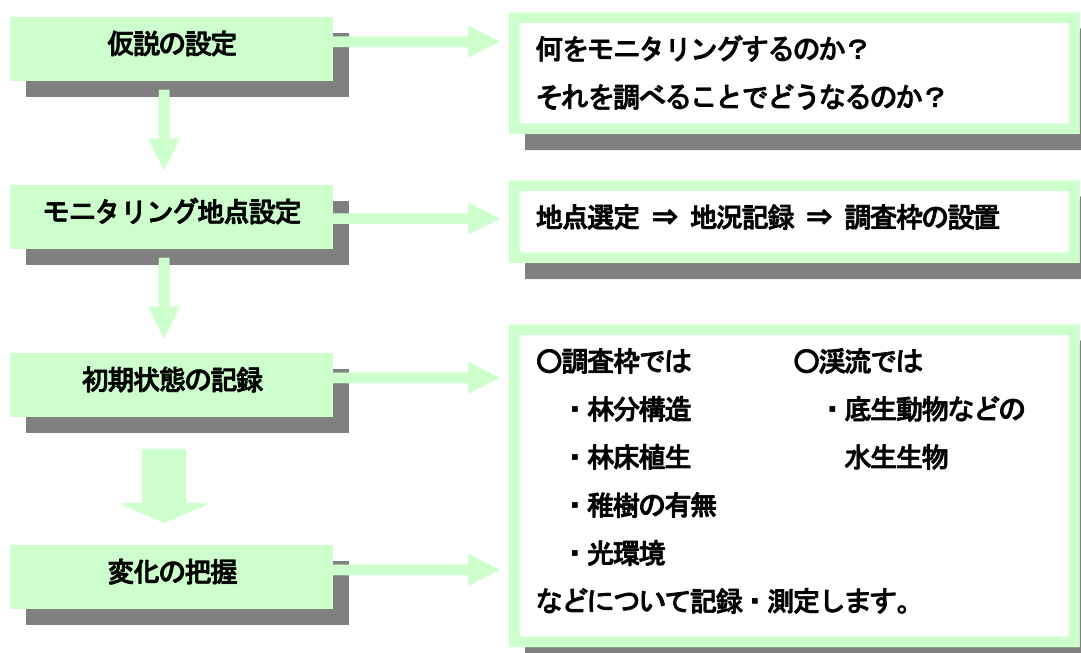 仮説の設定
何をモニタリングするのか？
それを調べることでどうなるのか？
モニタリング地点設定
地点選定 ⇒ 地況記録 ⇒ 調査枠の設置
初期状態の記録
変化の把握
○調査枠では
・林分構造
・林床植生
・稚樹の有無
・光環境
○渓流では
・底生動物などの
水生生物
などについて記録・測定します。